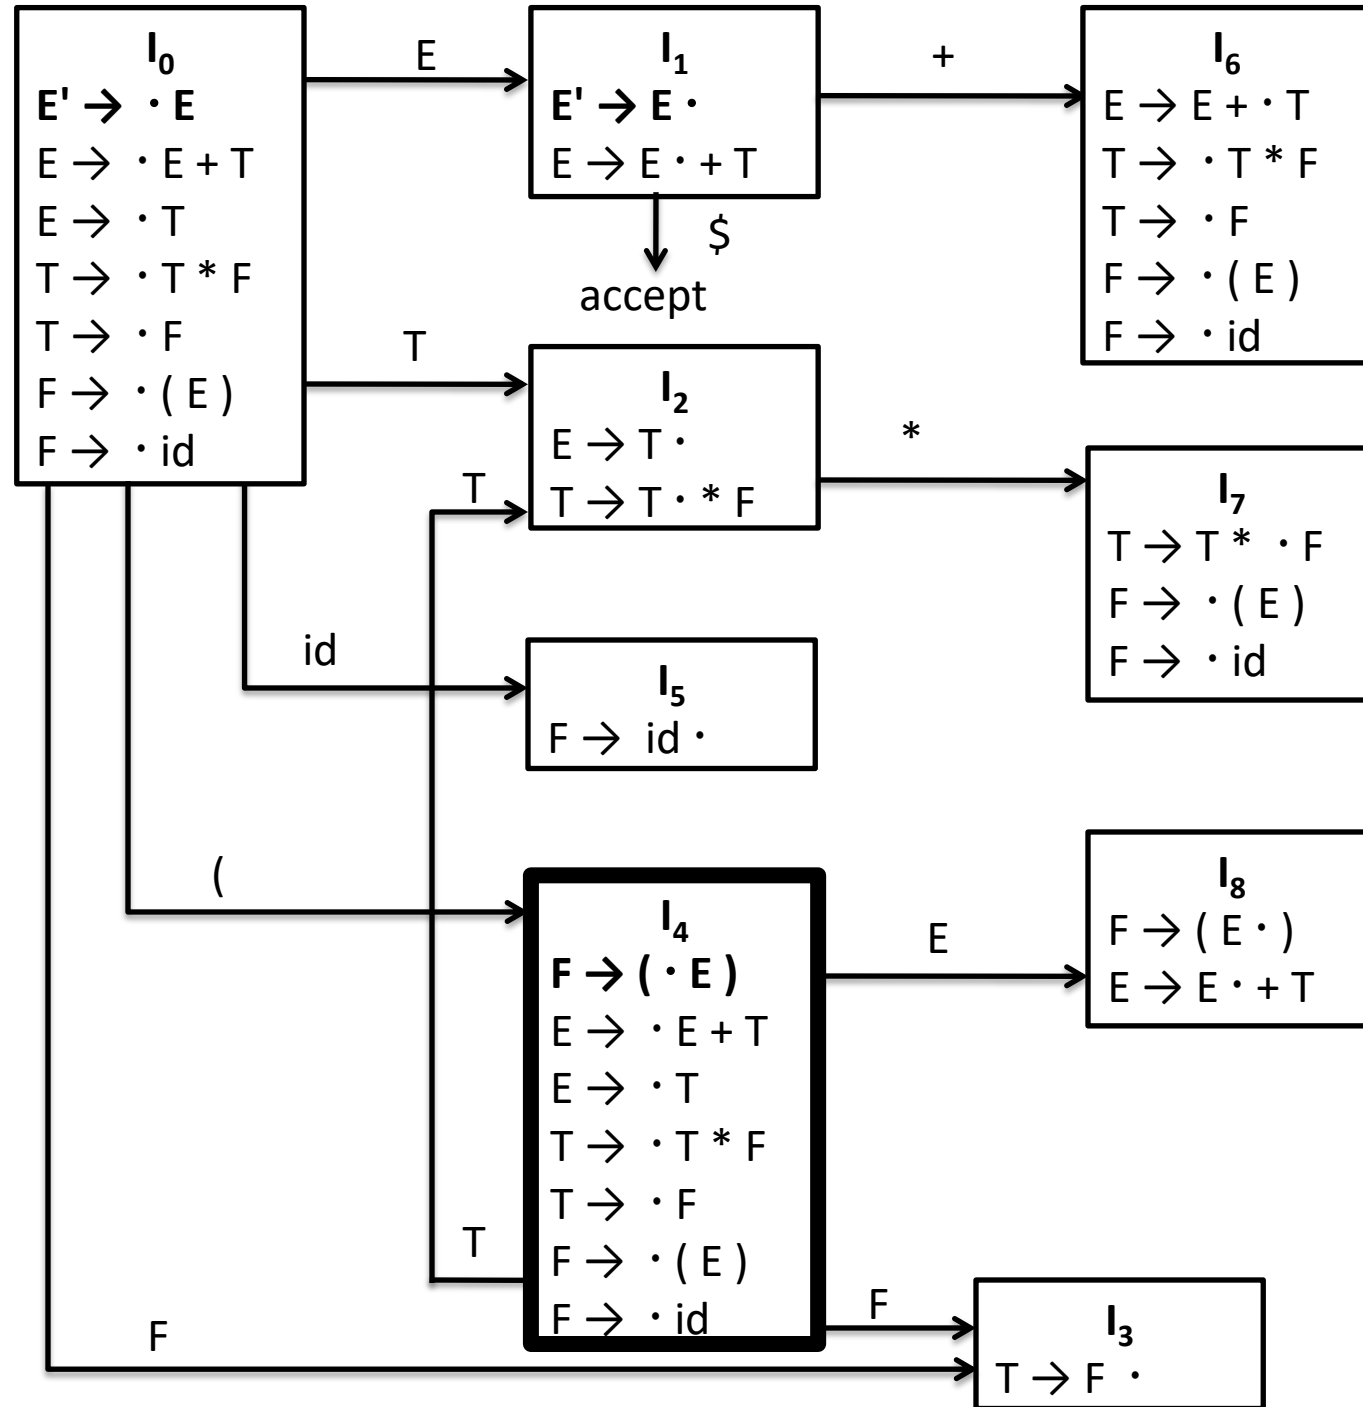 I₀
E' → · E
E → · E + T
E → · T
T → · T * F
T → · F
F → · ( E )
F → · id
E
I₁
E' → E ·
E → E · + T
$
accept
+
I₆
E → E + · T
T → · T * F
T → · F
F → · ( E )
F → · id
T
I₂
E → T ·
T → T · * F
*
I₇
T → T * · F
F → · ( E )
F → · id
T
id
I₅
F → id ·
(
I₄
F → ( · E )
E → · E + T
E → · T
T → · T * F
T → · F
F → · ( E )
F → · id
E
I₈
F → ( E · )
E → E · + T
T
F
F
I₃
T → F ·